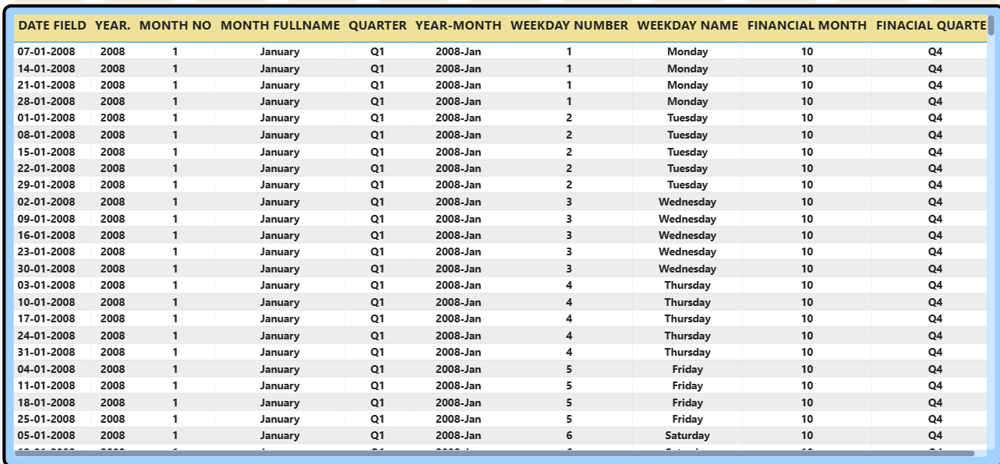 DATE FIELD YEAR. MONTH NO MONTH FULLNAME QUARTER YEAR-MONTH WEEKDAY NUMBER WEEKDAY NAME FINANCIAL MONTH FINACIAL QUARTE
07-01-2008 2008 1 January Q1 2008-Jan 1 Monday 10 Q4
14-01-2008 2008 1 January Q1 2008-Jan 1 Monday 10 Q4
21-01-2008 2008 1 January Q1 2008-Jan 1 Monday 10 Q4
28-01-2008 2008 1 January Q1 2008-Jan 1 Monday 10 Q4
01-01-2008 2008 1 January Q1 2008-Jan 2 Tuesday 10 Q4
08-01-2008 2008 1 January Q1 2008-Jan 2 Tuesday 10 Q4
15-01-2008 2008 1 January Q1 2008-Jan 2 Tuesday 10 Q4
22-01-2008 2008 1 January Q1 2008-Jan 2 Tuesday 10 Q4
29-01-2008 2008 1 January Q1 2008-Jan 2 Tuesday 10 Q4
02-01-2008 2008 1 January Q1 2008-Jan 3 Wednesday 10 Q4
09-01-2008 2008 1 January Q1 2008-Jan 3 Wednesday 10 Q4
16-01-2008 2008 1 January Q1 2008-Jan 3 Wednesday 10 Q4
23-01-2008 2008 1 January Q1 2008-Jan 3 Wednesday 10 Q4
30-01-2008 2008 1 January Q1 2008-Jan 3 Wednesday 10 Q4
03-01-2008 2008 1 January Q1 2008-Jan 4 Thursday 10 Q4
10-01-2008 2008 1 January Q1 2008-Jan 4 Thursday 10 Q4
17-01-2008 2008 1 January Q1 2008-Jan 4 Thursday 10 Q4
24-01-2008 2008 1 January Q1 2008-Jan 4 Thursday 10 Q4
31-01-2008 2008 1 January Q1 2008-Jan 4 Thursday 10 Q4
04-01-2008 2008 1 January Q1 2008-Jan 5 Friday 10 Q4
11-01-2008 2008 1 January Q1 2008-Jan 5 Friday 10 Q4
18-01-2008 2008 1 January Q1 2008-Jan 5 Friday 10 Q4
25-01-2008 2008 1 January Q1 2008-Jan 5 Friday 10 Q4
05-01-2008 2008 1 January Q1 2008-Jan 6 Saturday 10 Q4